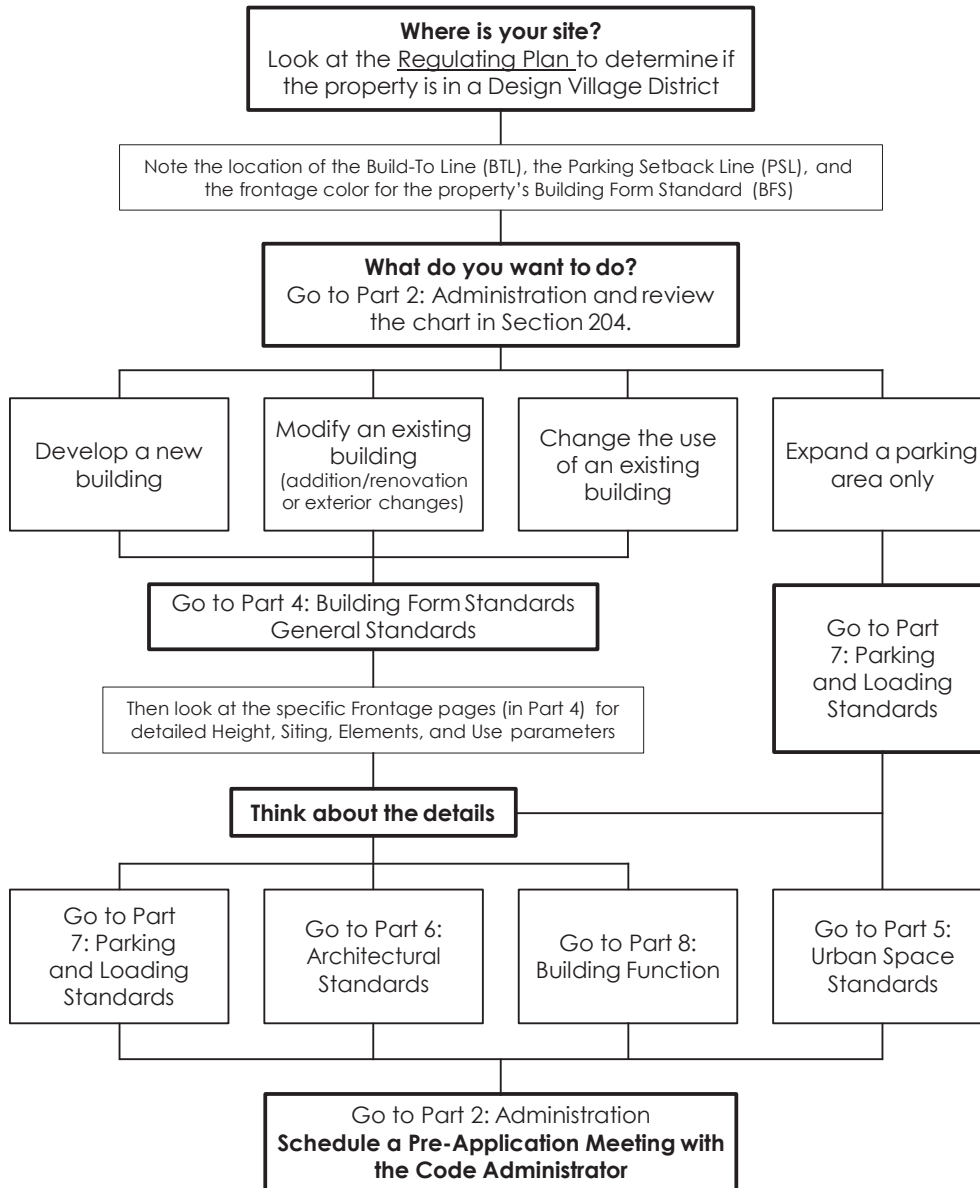 Where is your site?
Look at the Regulating Plan to determine if
the property is in a Design Village District
Note the location of the Build-To Line (BTL), the Parking Setback Line (PSL), and
the frontage color for the property's Building Form Standard (BFS)
What do you want to do?
Go to Part 2: Administration and review
the chart in Section 204.
Develop a new
building
Modify an existing
building
(addition/renovation
or exterior changes)
Change the use
of an existing
building
Expand a parking
area only
Go to Part 4: Building Form Standards
General Standards
Go to Part
7: Parking
and Loading
Standards
Then look at the specific Frontage pages (in Part 4) for
detailed Height, Siting, Elements, and Use parameters
Think about the details
Go to Part
7: Parking
and Loading
Standards
Go to Part 6:
Architectural
Standards
Go to Part 8:
Building Function
Go to Part 5:
Urban Space
Standards
Go to Part 2: Administration
Schedule a Pre-Application Meeting with
the Code Administrator